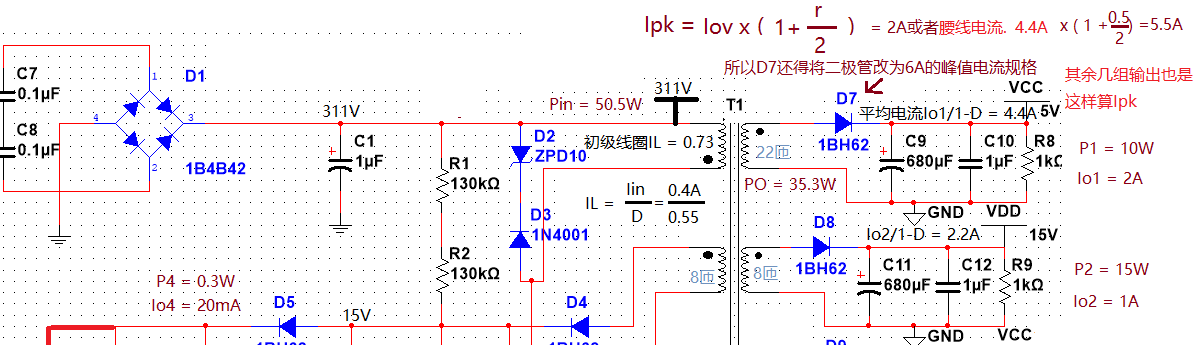 Ipk = Iov x ( 1+ r/2 ) = 2A或者腰线电流. 4.4A x ( 1 + 0.5/2 ) =5.5A
所以D7还得将二极管改为6A的峰值电流规格
其余几组输出也是
这样算Ipk
C7
0.1µF
C8
0.1µF
D1
1
4
3
2
1B4B42
311V
C1
1µF
R1
130kΩ
R2
130kΩ
Pin = 50.5W
D2
ZPD10
D3
1N4001
311V
初级线圈IL = 0.73
IL = Iin/D = 0.4A/0.55
T1
22匝
PO = 35.3W
D7
1BH62
平均电流Io1/1-D = 4.4A
VCC
5V
C9
680µF
C10
1µF
R8
1kΩ
P1 = 10W
Io1 = 2A
GND
VDD
D8
1BH62
Io2/1-D = 2.2A
15V
8匝
8匝
C11
680µF
C12
1µF
R9
1kΩ
P2 = 15W
Io2 = 1A
GND
VCC
P4 = 0.3W
Io4 = 20mA
D5
15V
D4